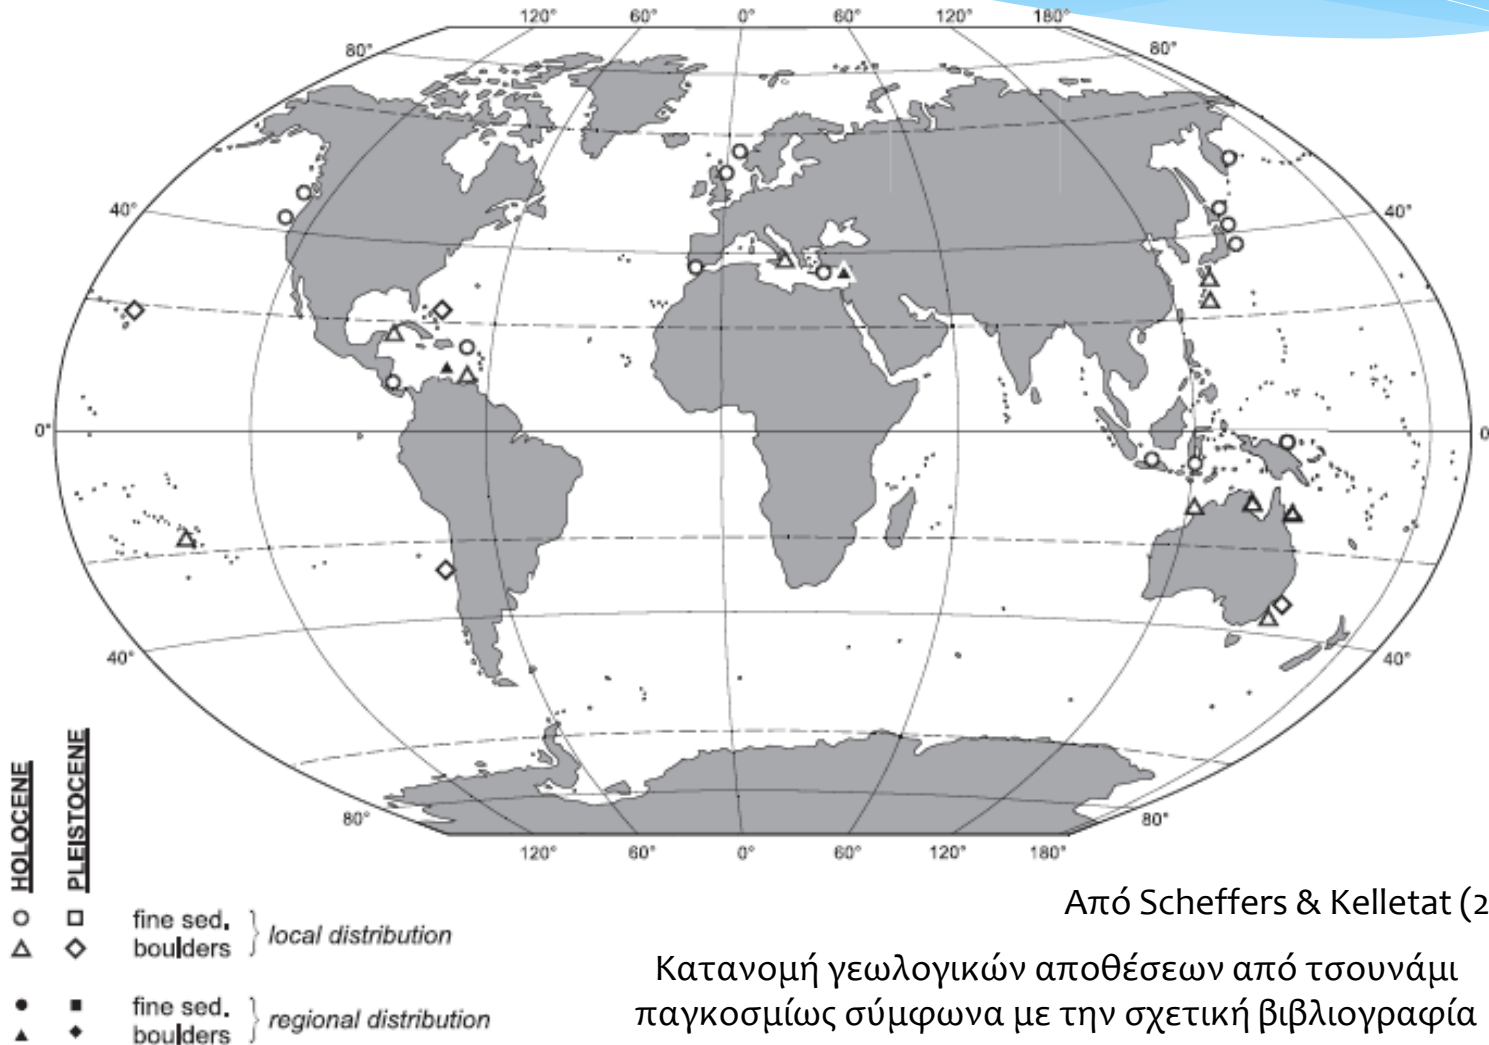 120° 60° 0° 60° 180°
80° 80°
40° 40°
0° 0
40° 40°
80° 80°
120° 60° 0° 60° 120° 180°
HOLOCENE
PLEISTOCENE
fine sed.
boulders
local distribution
fine sed.
boulders
regional distribution
Από Scheffers & Kelletat (2
Κατανομή γεωλογικών αποθέσεων από τσουνάμι
παγκοσμίως σύμφωνα με την σχετική βιβλιογραφία